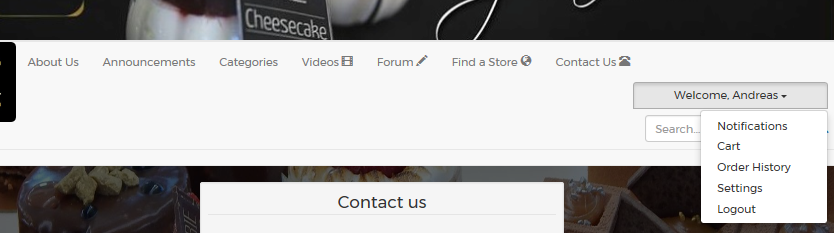 Cheesecake
About Us Announcements Categories Videos Forum Find a Store Contact Us
Welcome, Andreas
Search...
Notifications
Cart
Order History
Settings
Logout
Contact us